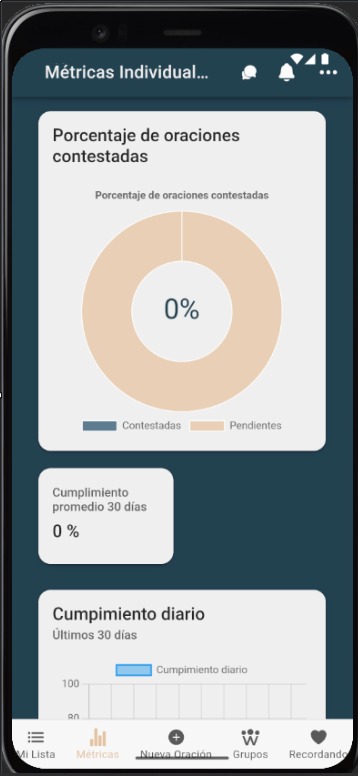 Métricas Individual...
Porcentaje de oraciones
contestadas
Porcentaje de oraciones contestadas
0%
Contestadas Pendientes
Cumplimiento
promedio 30 días
0 %
Cumpimiento diario
Últimos 30 días
Cumpimiento diario
100
80
Mi Lista Métricas Nueva Oración Grupos Recordando